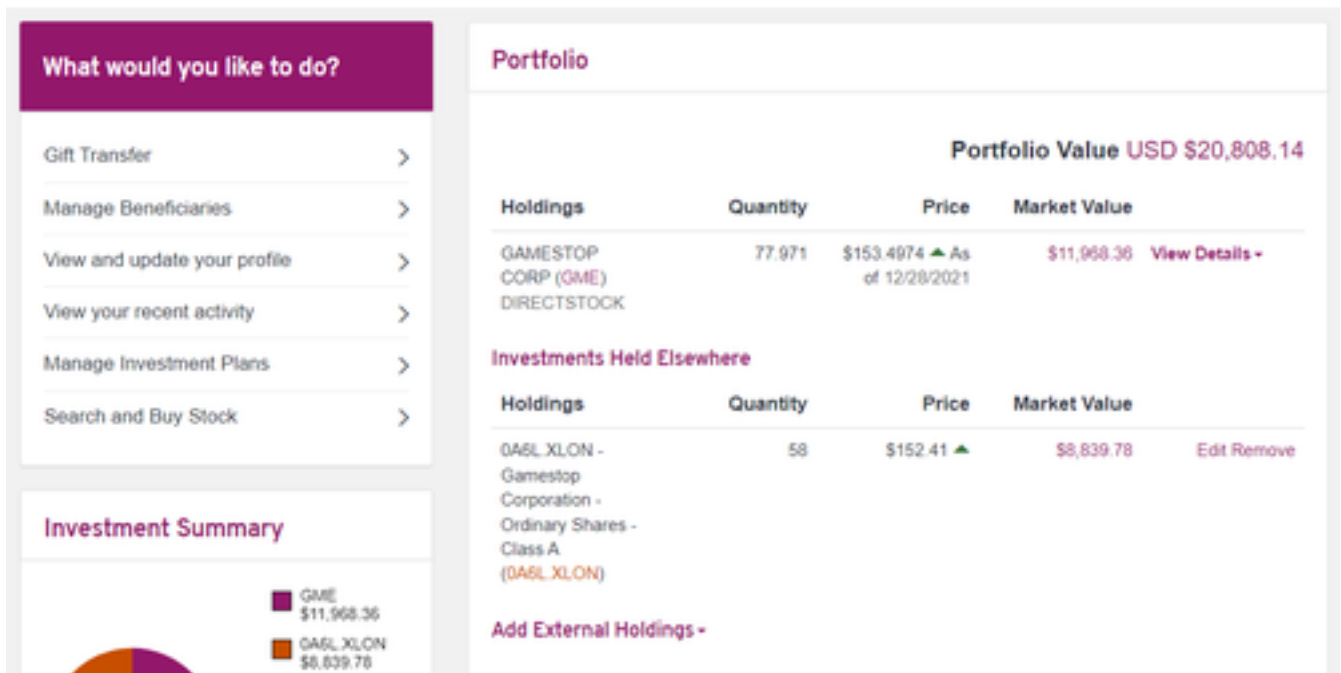 What would you like to do?
Gift Transfer
Manage Beneficiaries
View and update your profile
View your recent activity
Manage Investment Plans
Search and Buy Stock
Investment Summary
GME
$11,968.36
0A6L.XLON
$8,839.78
Portfolio
Portfolio Value USD $20,808.14
Holdings Quantity Price Market Value
GAMESTOP 77.971 $153.4974 As $11,968.36 View Details
CORP (GME) of 12/28/2021
DIRECTSTOCK
Investments Held Elsewhere
Holdings Quantity Price Market Value
0A6L.XLON - 58 $152.41 $8,839.78 Edit Remove
Gamestop
Corporation -
Ordinary Shares -
Class A
(0A6L.XLON)
Add External Holdings